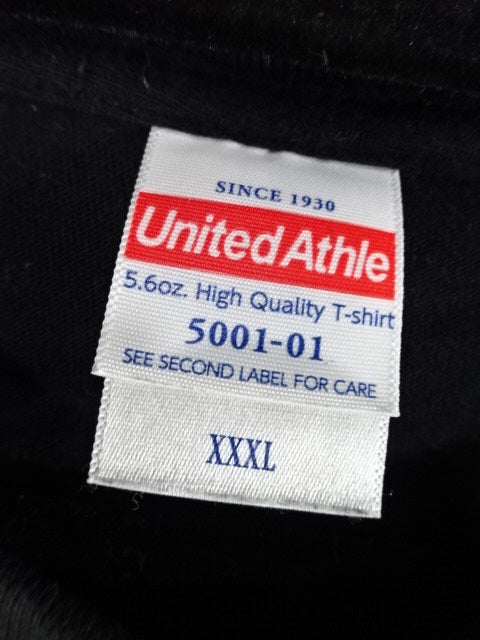 SINCE 1930
United Athle
5.6oz. High Quality T-shirt
5001-01
SEE SECOND LABEL FOR CARE
XXXL